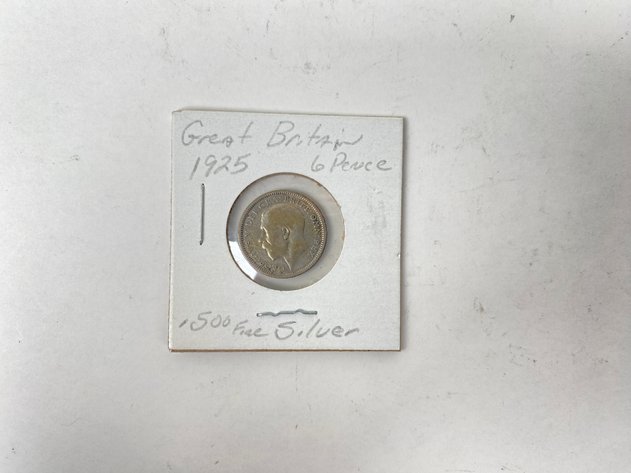 Great Britain
1925 6 Pence
.500 Fine Silver